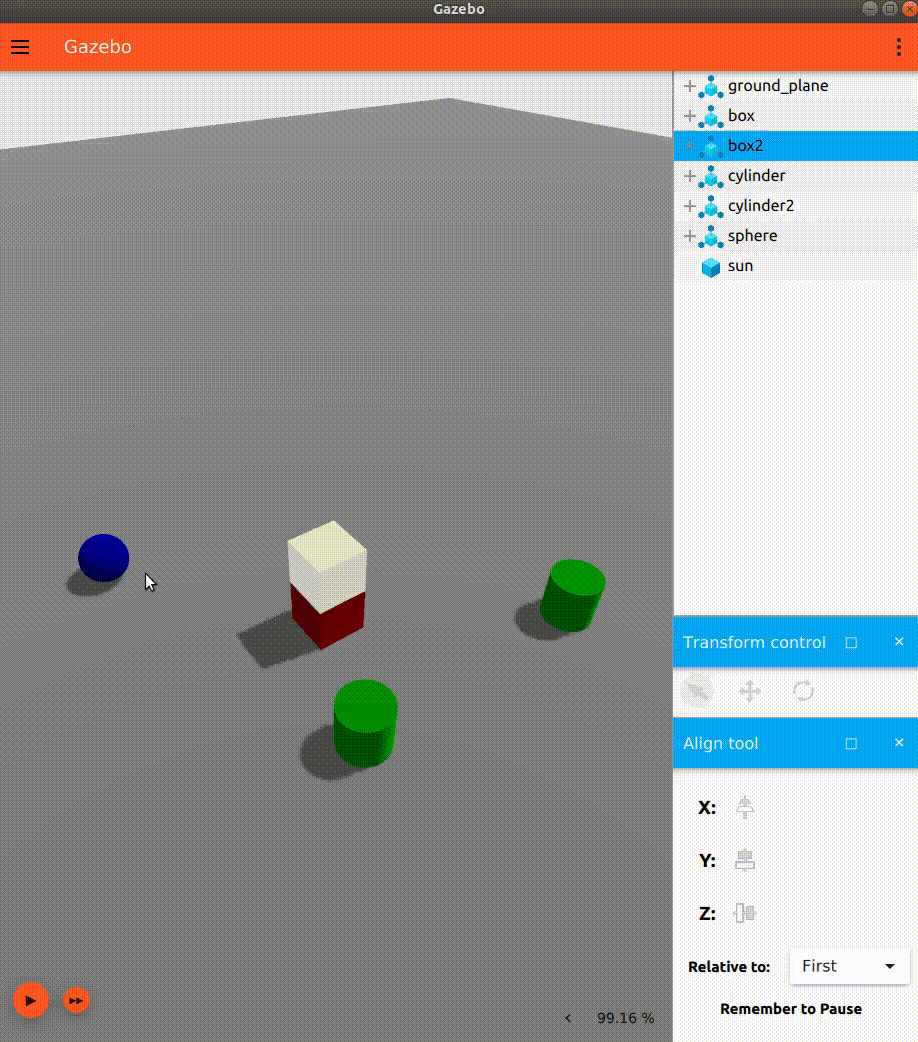 Gazebo
Gazebo
ground_plane
box
box2
cylinder
cylinder2
sphere
sun
Transform control
Align tool
X:
Y:
Z:
Relative to: First
Remember to Pause
99.16 %